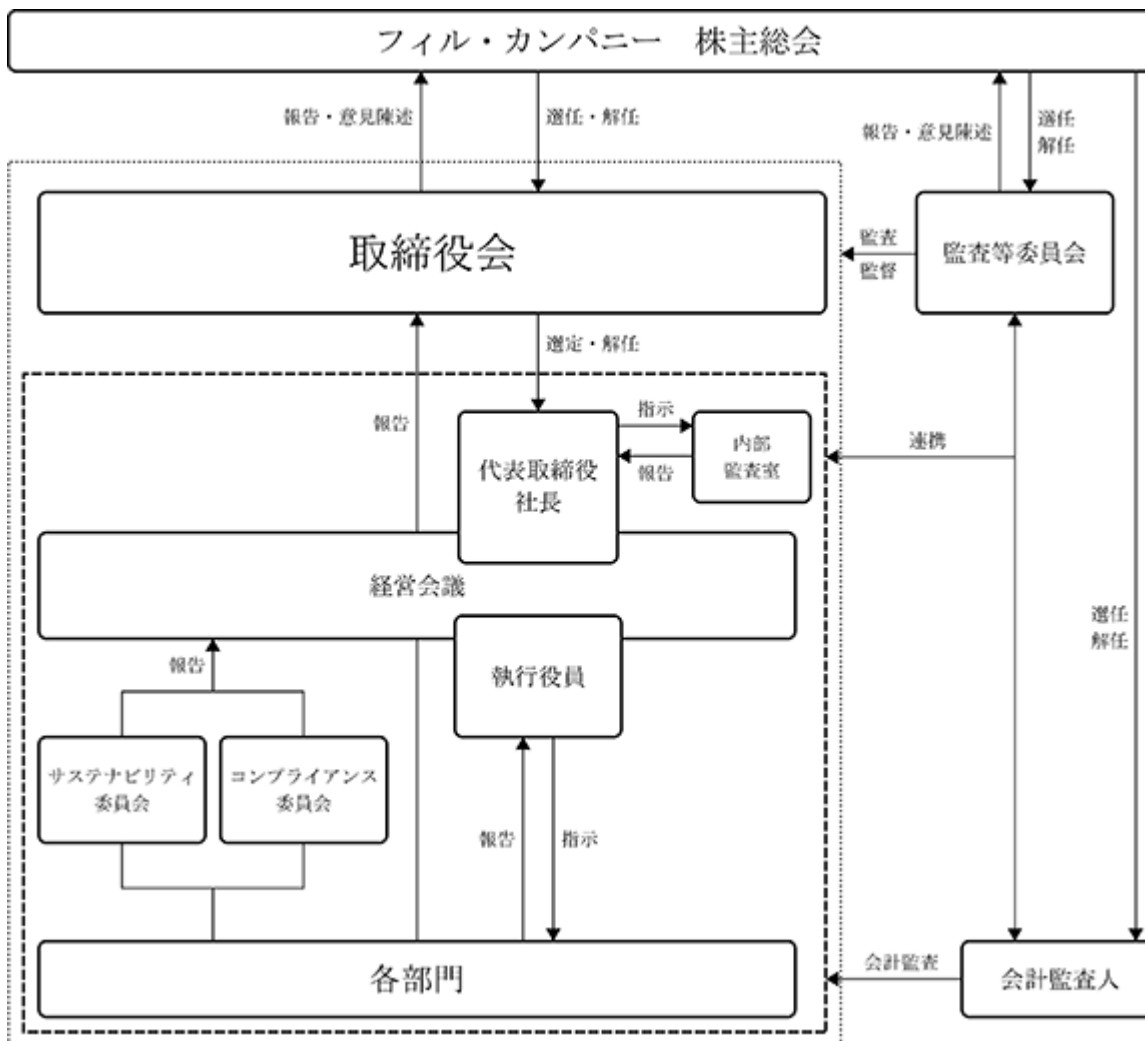 フィル・カンパニー　株主総会
報告・意見陳述
選任・解任
報告・意見陳述
選任
解任
取締役会
監査
監督
監査等委員会
選定・解任
報告
代表取締役
社長
指示
報告
内部
監査室
連携
経営会議
報告
執行役員
選任
解任
サステナビリティ
委員会
コンプライアンス
委員会
報告
指示
各部門
会計監査
会計監査人